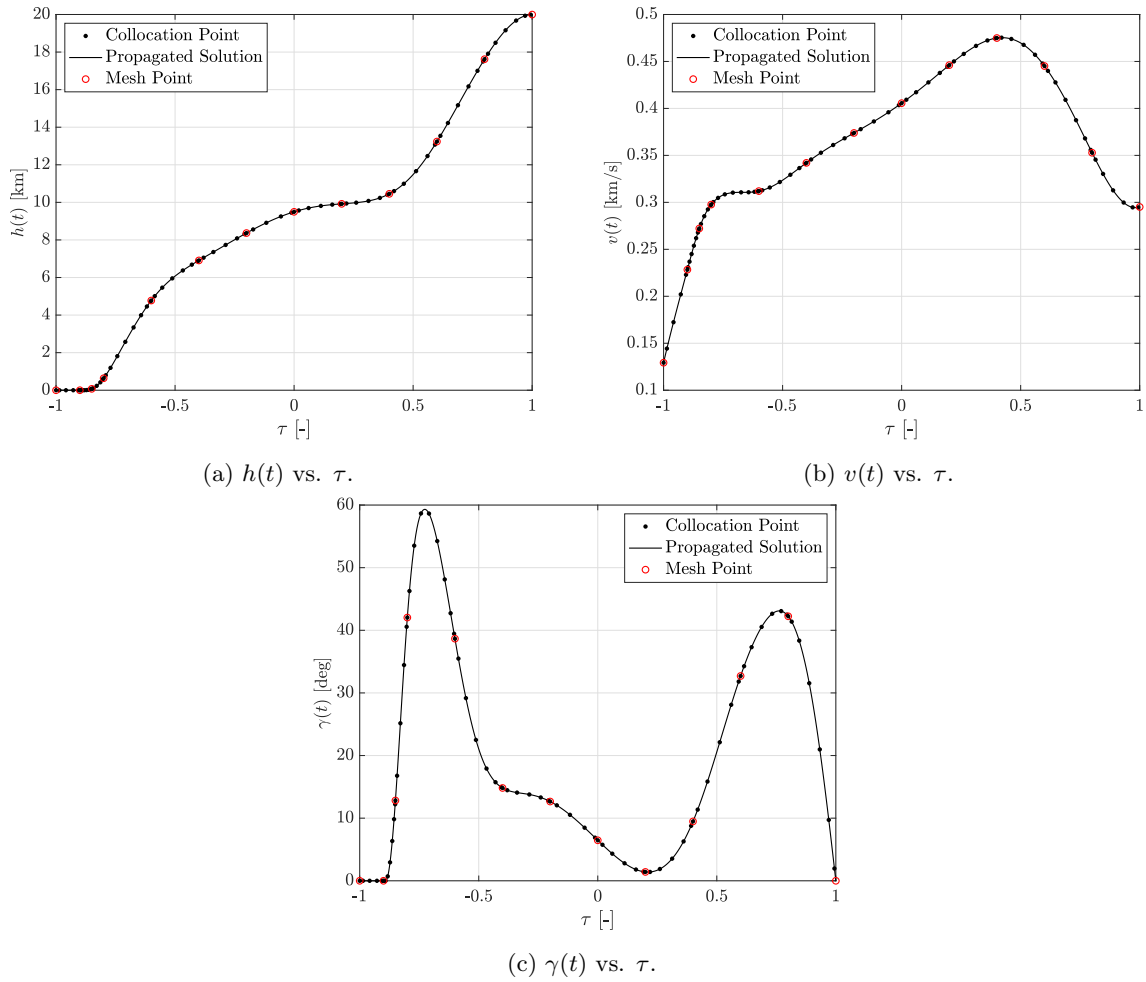 20
18
16
14
12
10
8
6
4
2
0
h(t) [km]
Collocation Point
Propagated Solution
Mesh Point
-1 -0.5 0 0.5 1
τ [-]
(a) h(t) vs. τ.
0.5
0.45
0.4
0.35
0.3
0.25
0.2
0.15
0.1
v(t) [km/s]
Collocation Point
Propagated Solution
Mesh Point
-1 -0.5 0 0.5 1
τ [-]
(b) v(t) vs. τ.
60
50
40
30
20
10
0
γ(t) [deg]
Collocation Point
Propagated Solution
Mesh Point
-1 -0.5 0 0.5 1
τ [-]
(c) γ(t) vs. τ.